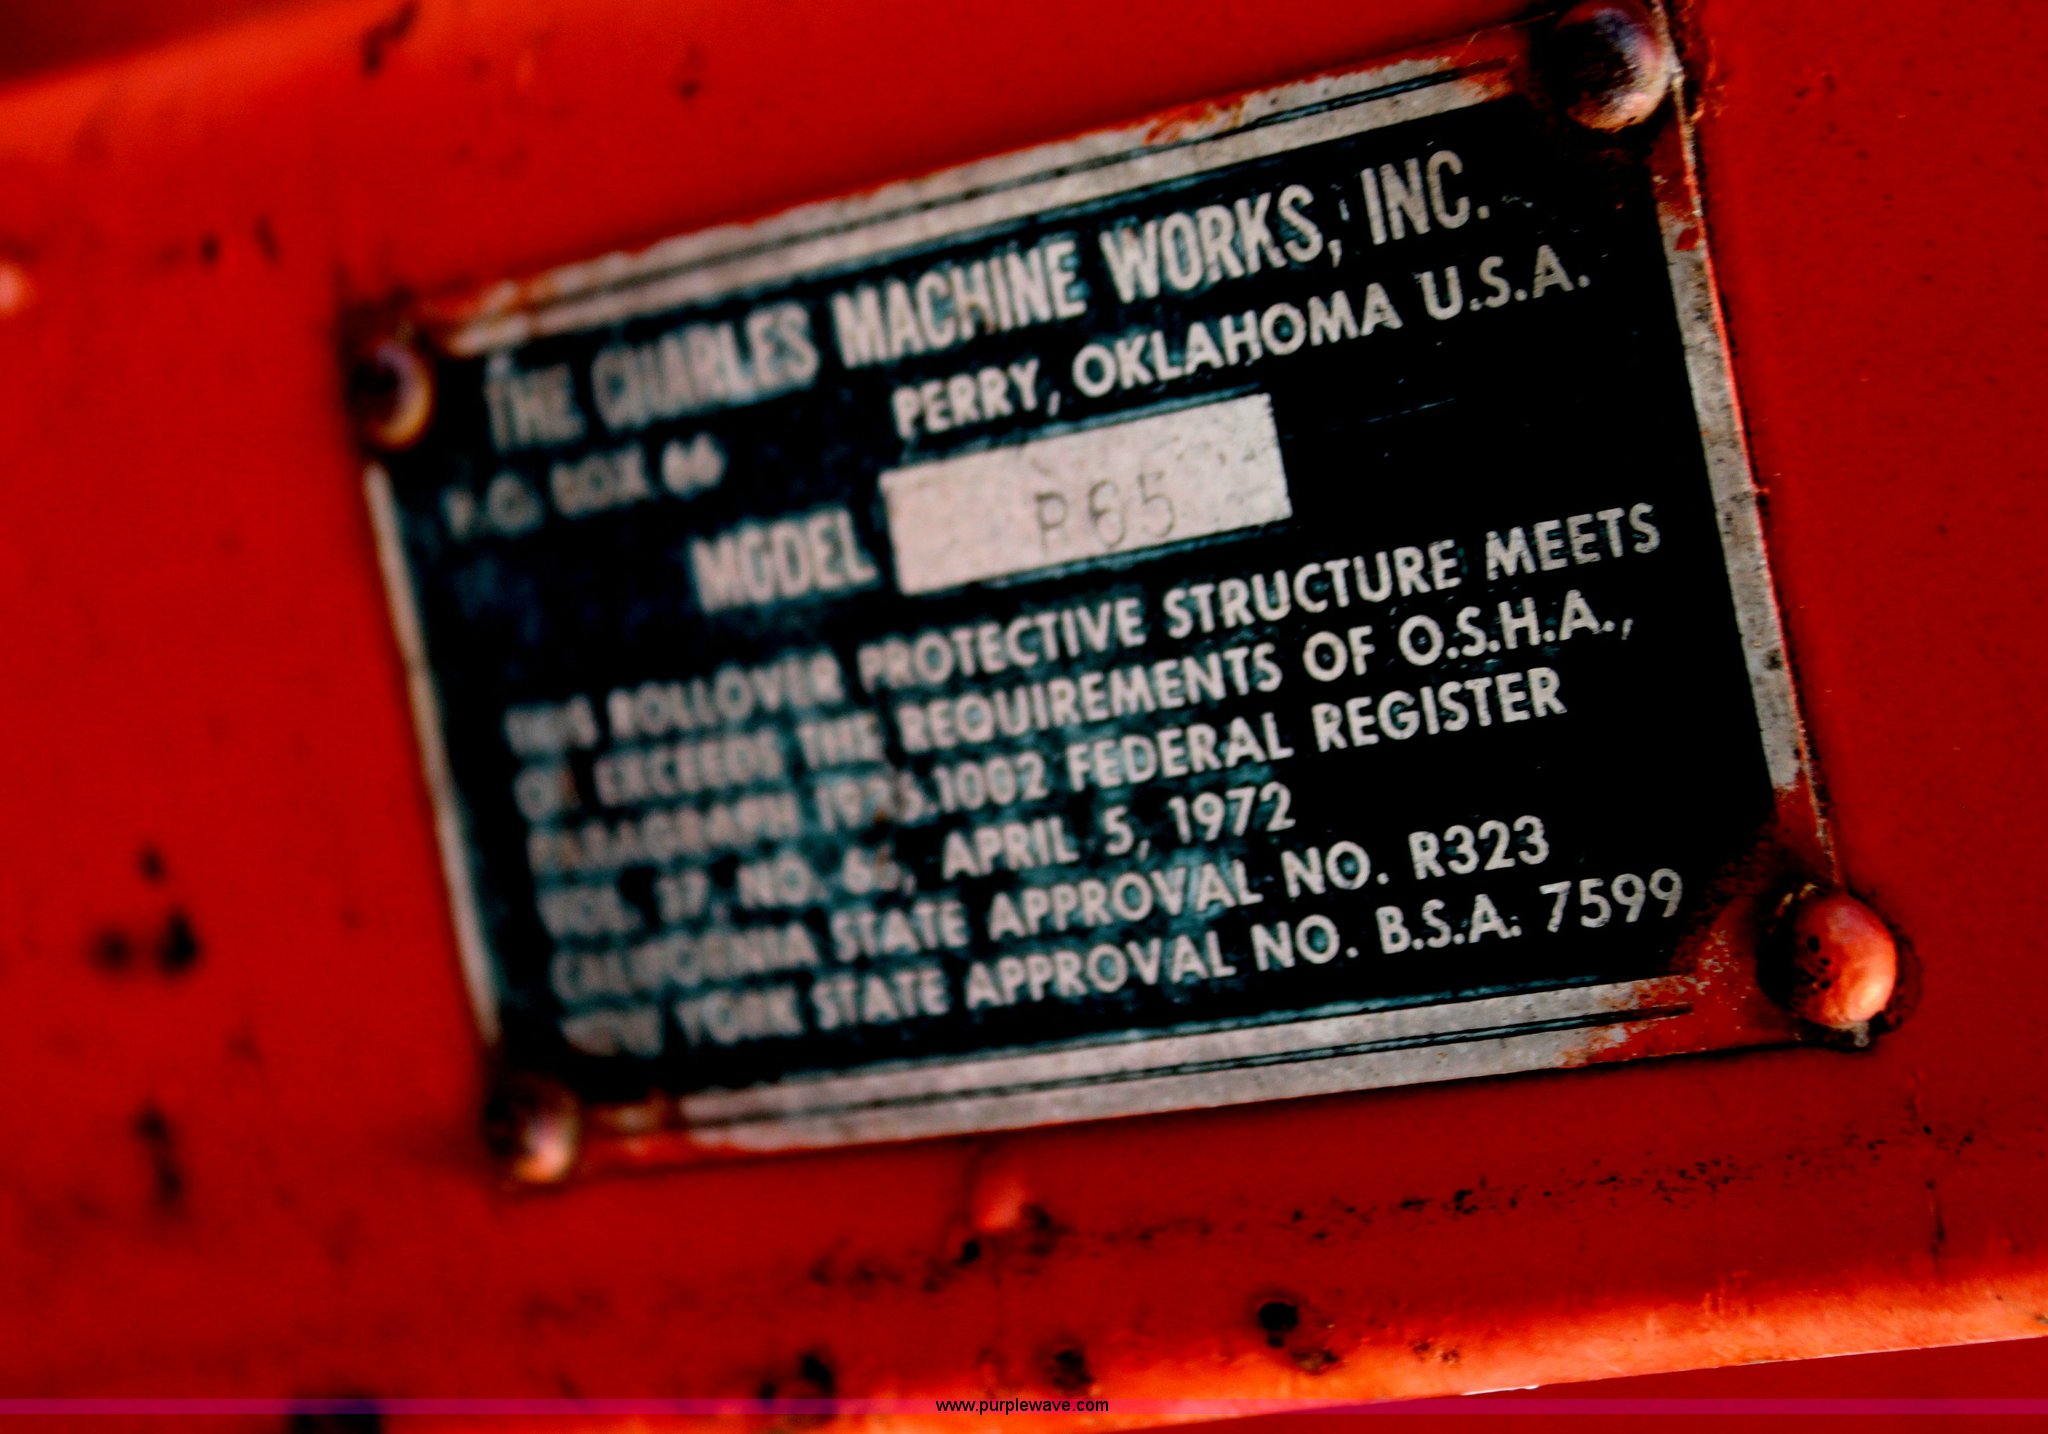 THE CHARLES MACHINE WORKS, INC.
P.O. BOX 66 PERRY, OKLAHOMA U.S.A.
MODEL R65
THIS ROLLOVER PROTECTIVE STRUCTURE MEETS
OR EXCEEDS THE REQUIREMENTS OF O.S.H.A.,
PARAGRAPH 1926.1002 FEDERAL REGISTER
VOL. 37, NO. 66, APRIL 5, 1972
CALIFORNIA STATE APPROVAL NO. R323
NEW YORK STATE APPROVAL NO. B.S.A. 7599
www.purplewave.com